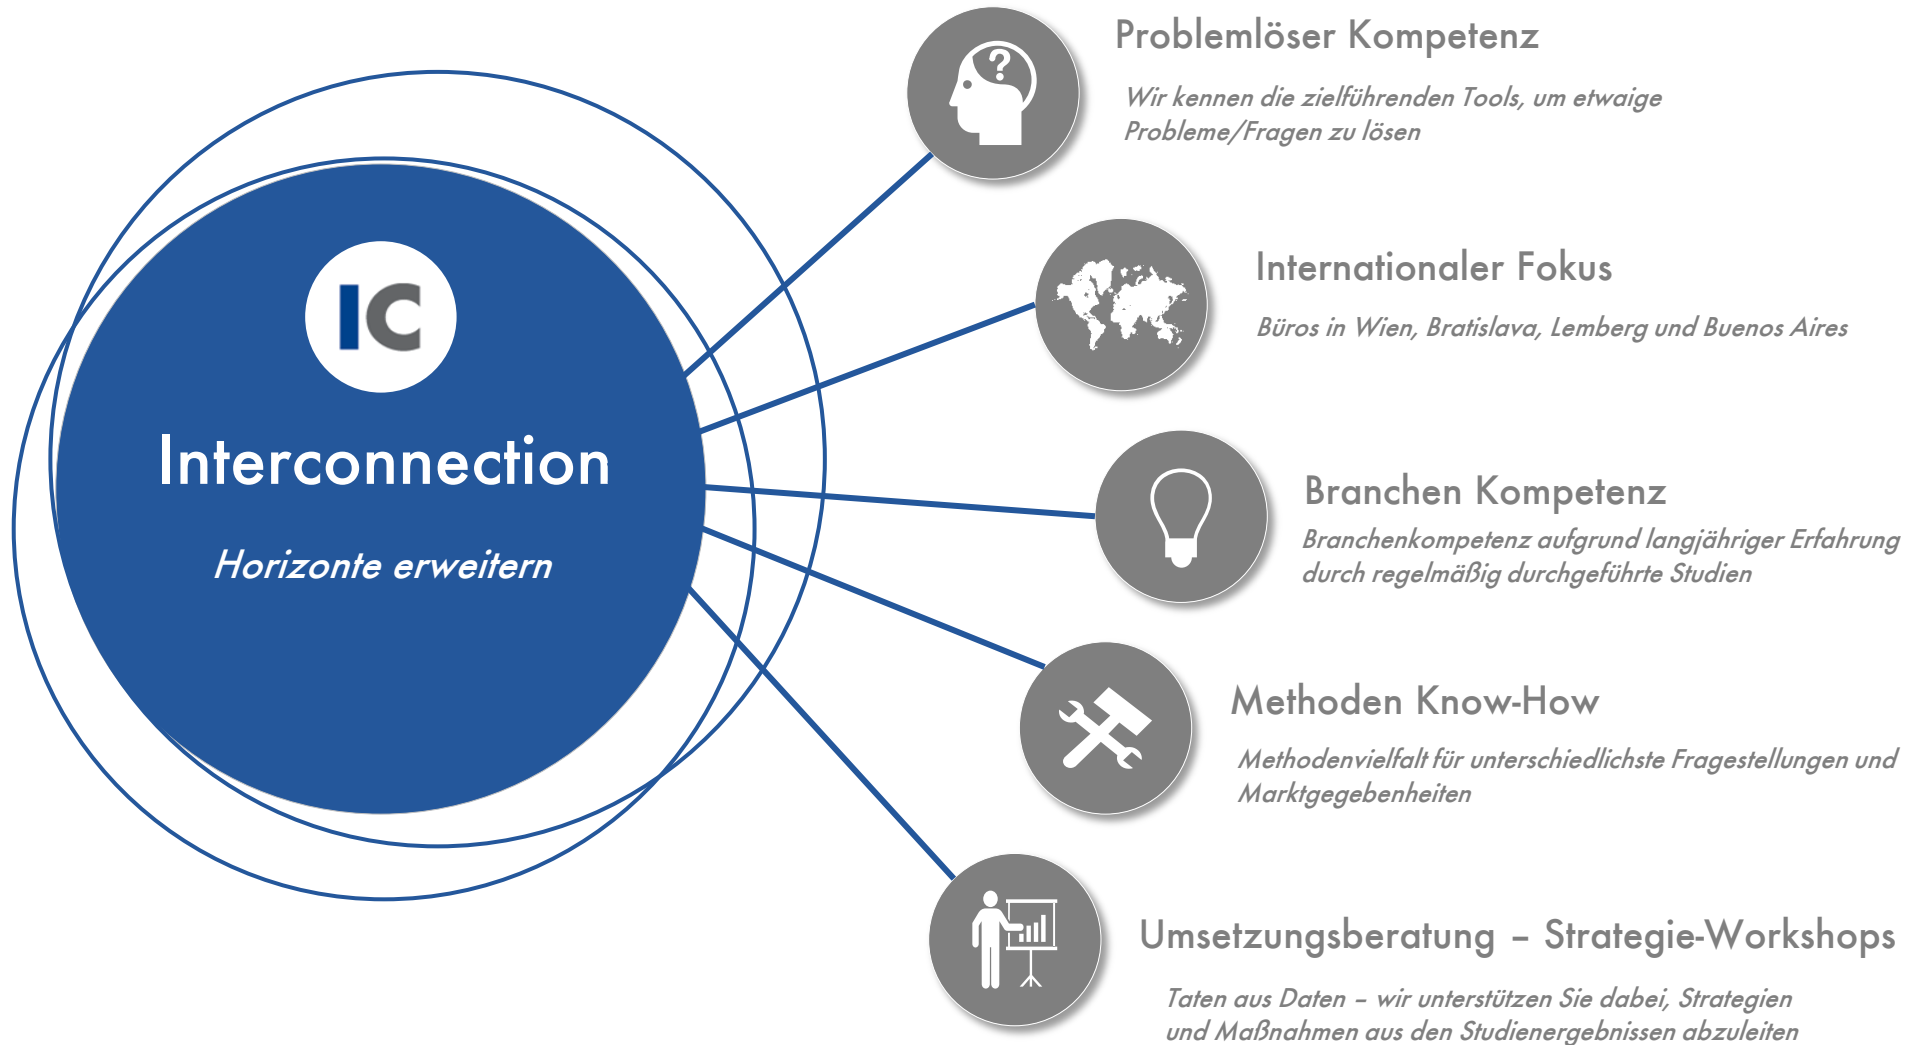 IC
Interconnection
Horizonte erweitern
Problemlöser Kompetenz
Wir kennen die zielführenden Tools, um etwaige
Probleme/Fragen zu lösen
Internationaler Fokus
Büros in Wien, Bratislava, Lemberg und Buenos Aires
Branchen Kompetenz
Branchenkompetenz aufgrund langjähriger Erfahrung
durch regelmäßig durchgeführte Studien
Methoden Know-How
Methodenvielfalt für unterschiedlichste Fragestellungen und
Marktgegebenheiten
Umsetzungsberatung – Strategie-Workshops
Taten aus Daten – wir unterstützen Sie dabei, Strategien
und Maßnahmen aus den Studienergebnissen abzuleiten
?